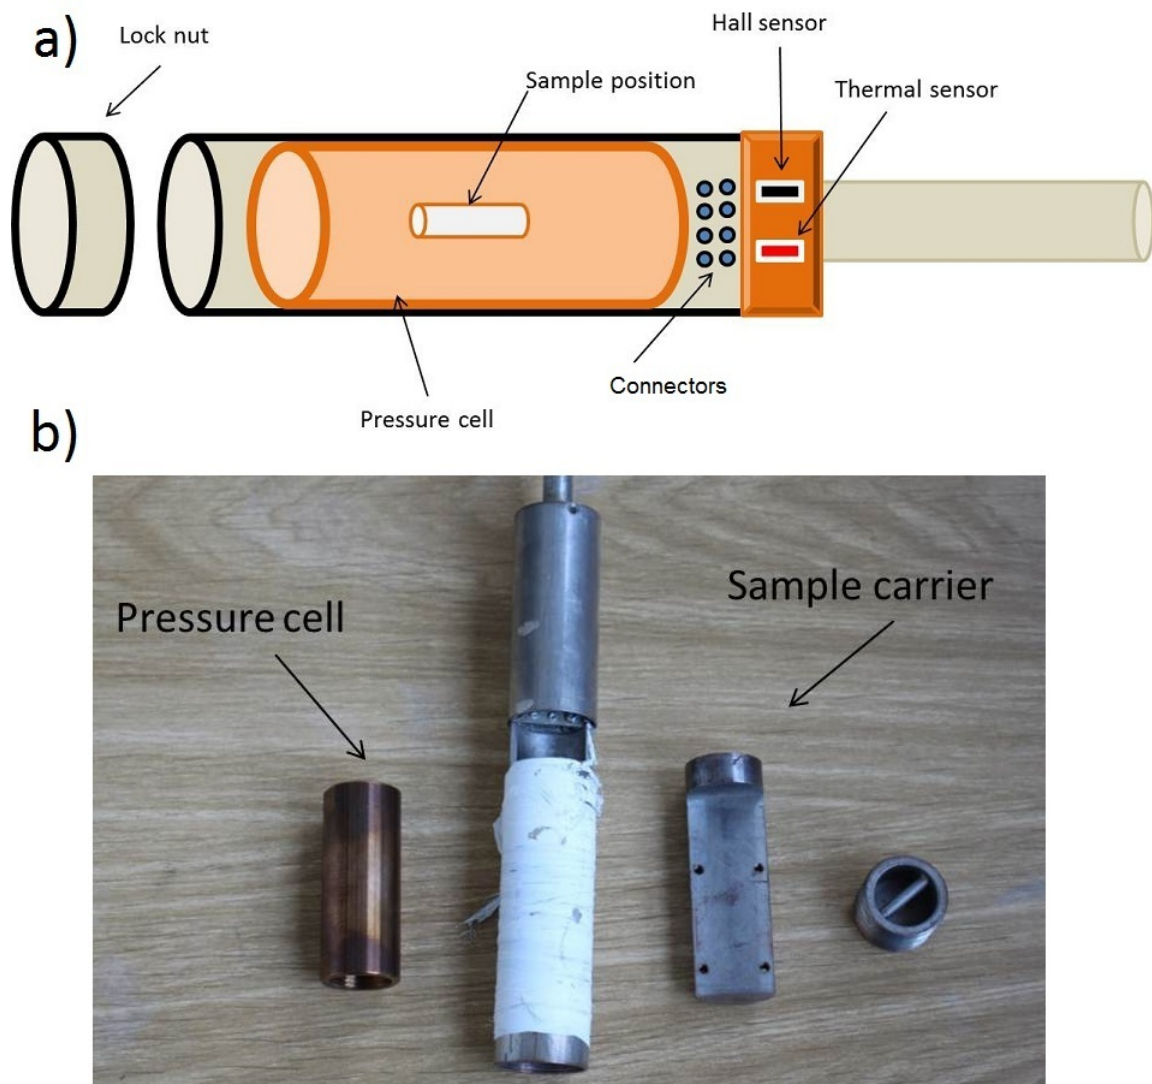 a)
Lock nut
Hall sensor
Sample position
Thermal sensor
Connectors
Pressure cell
b)
Pressure cell
Sample carrier